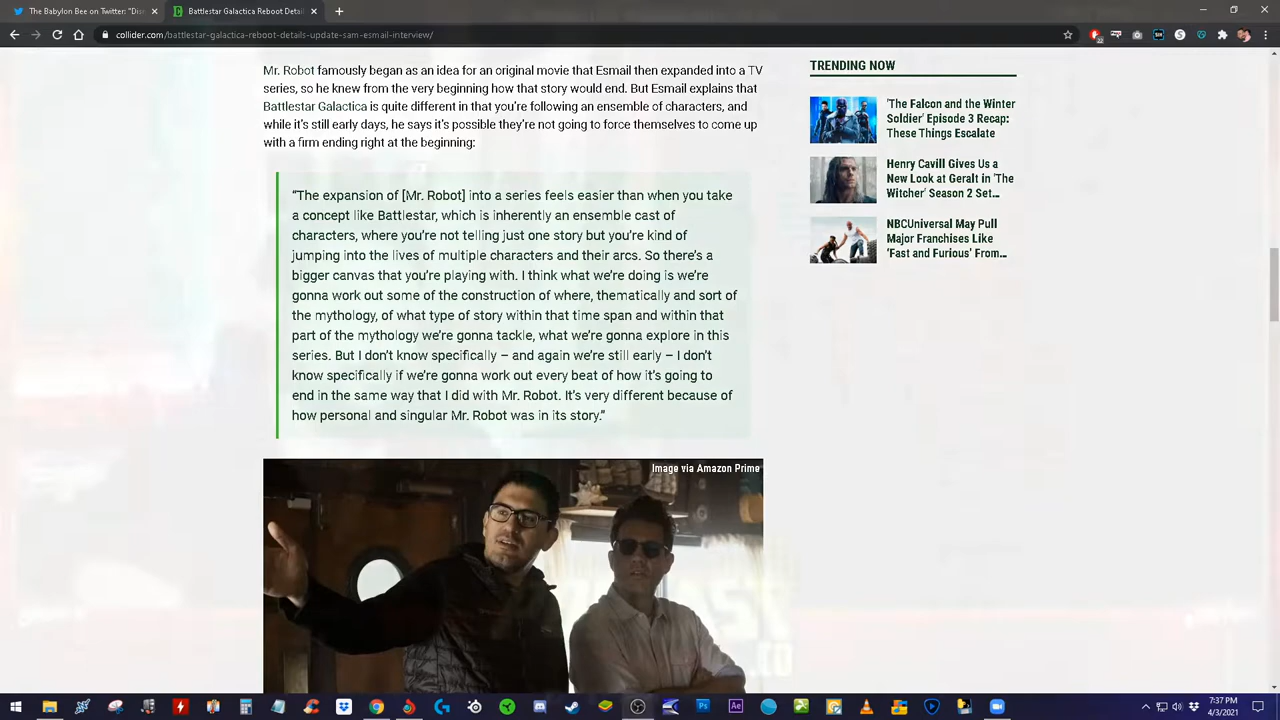 The Babylon Bee on Twitter: "Dis
Battlestar Galactica Reboot Detail
collider.com/battlestar-galactica-reboot-details-update-sam-esmail-interview/
Mr. Robot famously began as an idea for an original movie that Esmail then expanded into a TV
series, so he knew from the very beginning how that story would end. But Esmail explains that
Battlestar Galactica is quite different in that you're following an ensemble of characters, and
while it's still early days, he says it's possible they're not going to force themselves to come up
with a firm ending right at the beginning:
“The expansion of [Mr. Robot] into a series feels easier than when you take
a concept like Battlestar, which is inherently an ensemble cast of
characters, where you're not telling just one story but you're kind of
jumping into the lives of multiple characters and their arcs. So there's a
bigger canvas that you're playing with. I think what we're doing is we're
gonna work out some of the construction of where, thematically and sort of
the mythology, of what type of story within that time span and within that
part of the mythology we're gonna tackle, what we're gonna explore in this
series. But I don't know specifically – and again we're still early – I don't
know specifically if we're gonna work out every beat of how it's going to
end in the same way that I did with Mr. Robot. It's very different because of
how personal and singular Mr. Robot was in its story.”
Image via Amazon Prime
TRENDING NOW
'The Falcon and the Winter
Soldier' Episode 3 Recap:
These Things Escalate
Henry Cavill Gives Us a
New Look at Geralt in 'The
Witcher' Season 2 Set...
NBCUniversal May Pull
Major Franchises Like
'Fast and Furious' From...
7:37 PM
4/3/2021